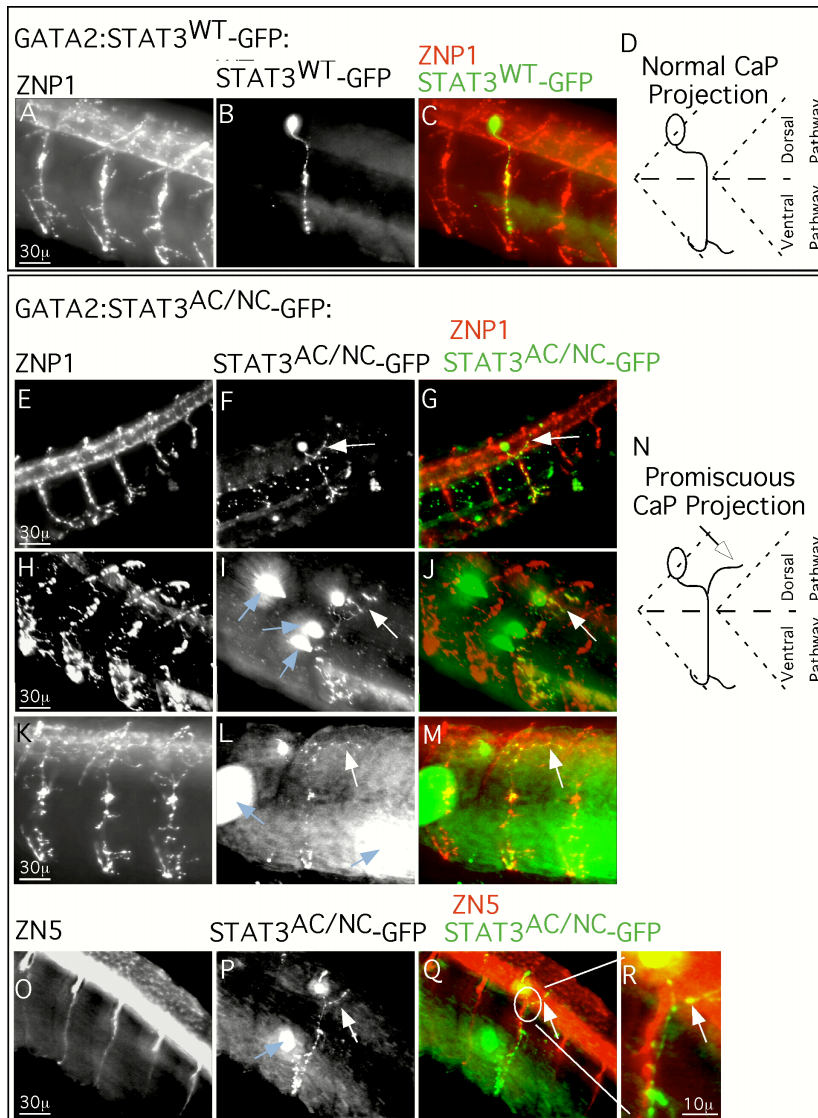 GATA2:STAT3WT-GFP:
ZNP1
STAT3WT-GFP
ZNP1
STAT3WT-GFP
D
Normal CaP
Projection
A
B
C
Dorsal
Pathway
Ventral
Pathway
30µ
GATA2:STAT3AC/NC-GFP:
ZNP1
STAT3AC/NC-GFP
ZNP1
STAT3AC/NC-GFP
E
F
G
30µ
N
Promiscuous
CaP Projection
Dorsal
Pathway
Ventral
Pathway
H
I
J
30µ
K
L
M
30µ
ZN5
STAT3AC/NC-GFP
ZN5
STAT3AC/NC-GFP
O
P
Q
R
30µ
10µ